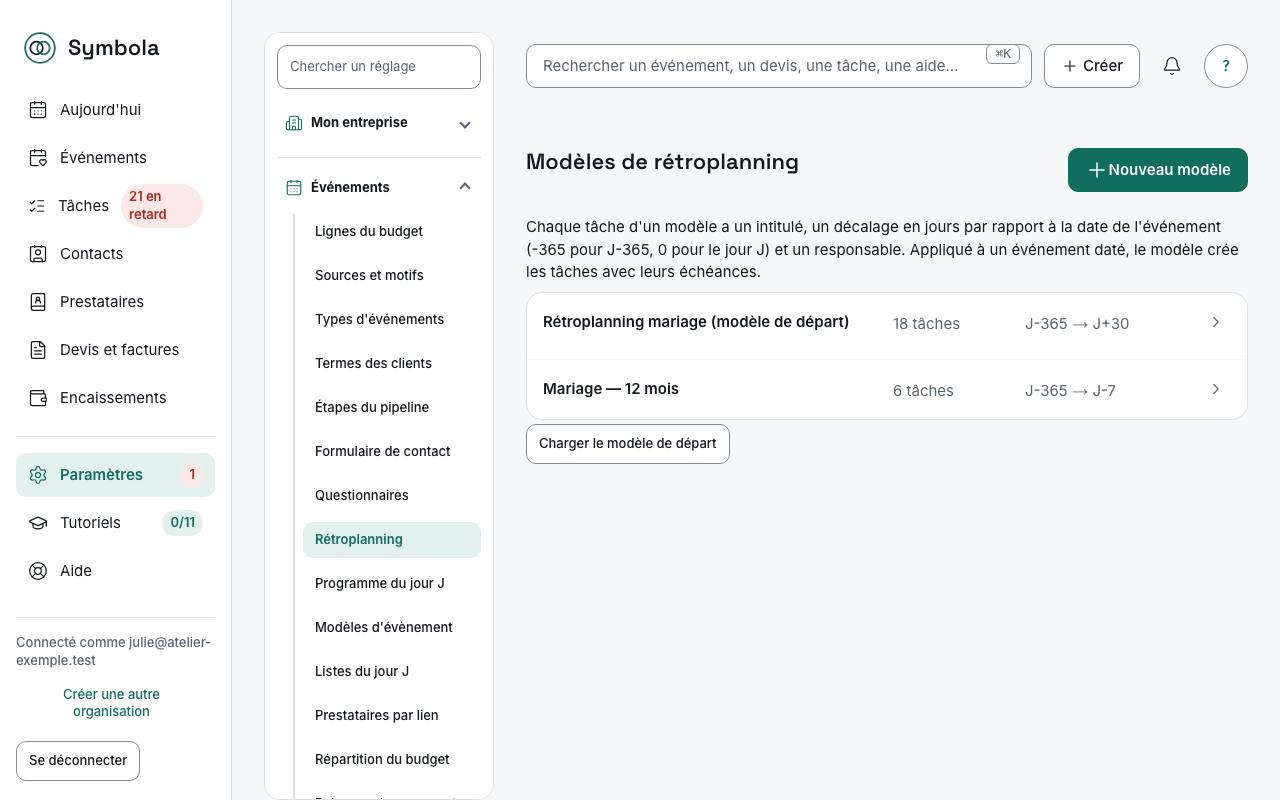 Symbola
Aujourd'hui
Événements
Tâches
21 en
retard
Contacts
Prestataires
Devis et factures
Encaissements
Paramètres
1
Tutoriels
0/11
Aide
Connecté comme julie@atelier-
exemple.test
Créer une autre
organisation
Se déconnecter
Chercher un réglage
Mon entreprise
Événements
Lignes du budget
Sources et motifs
Types d'événements
Termes des clients
Étapes du pipeline
Formulaire de contact
Questionnaires
Rétroplanning
Programme du jour J
Modèles d'évènement
Listes du jour J
Prestataires par lien
Répartition du budget
Rechercher un événement, un devis, une tâche, une aide...
⌘K
Créer
?
Modèles de rétroplanning
Nouveau modèle
Chaque tâche d'un modèle a un intitulé, un décalage en jours par rapport à la date de l'événement
(-365 pour J-365, 0 pour le jour J) et un responsable. Appliqué à un événement daté, le modèle crée
les tâches avec leurs échéances.
Rétroplanning mariage (modèle de départ)
18 tâches
J-365 → J+30
Mariage — 12 mois
6 tâches
J-365 → J-7
Charger le modèle de départ